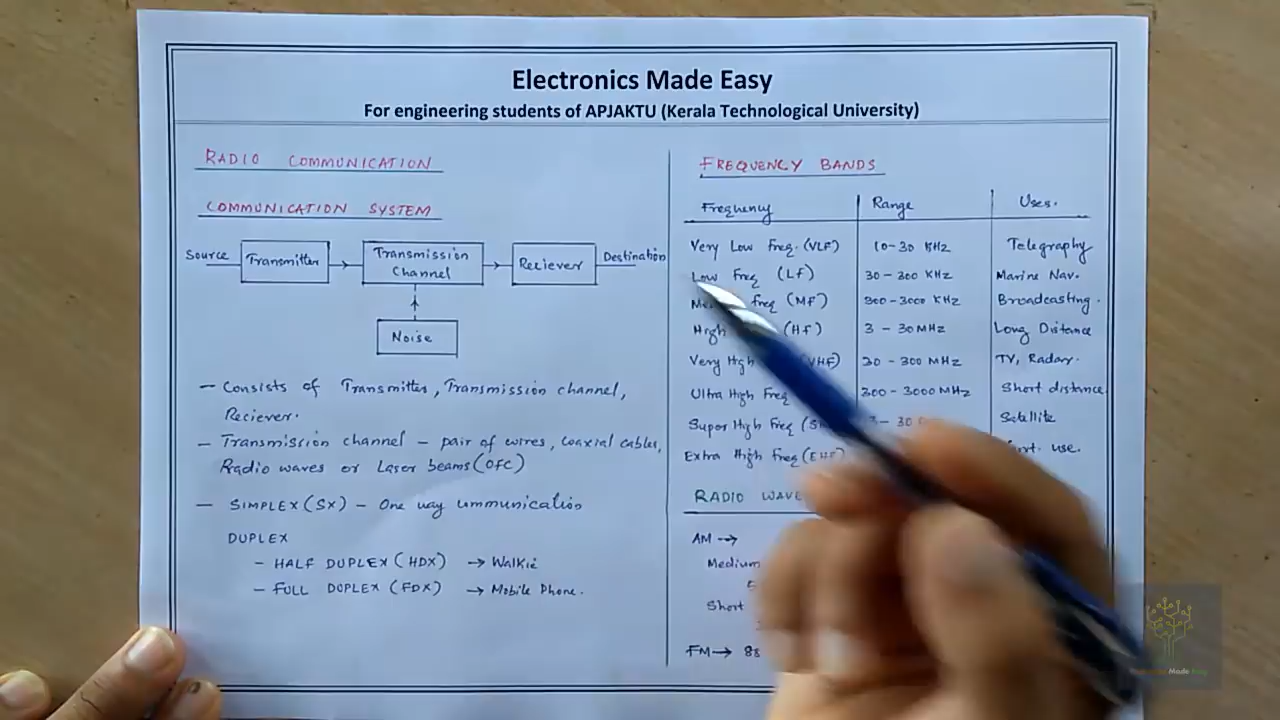 Electronics Made Easy
For engineering students of APJAKTU (Kerala Technological University)
RADIO COMMUNICATION
COMMUNICATION SYSTEM
Source
Transmitter
Transmission
Channel
Reciever
Destination
Noise
- Consists of Transmitter, Transmission channel,
Reciever.
- Transmission channel - pair of wires, coaxial cables,
Radio waves or Laser beams (OFC)
- SIMPLEX (SX) - One way communication
DUPLEX
- HALF DUPLEX (HDX) → Walkie
- FULL DUPLEX (FDX) → Mobile Phone.
FREQUENCY BANDS
Frequency Range Uses.
Very Low Freq. (VLF) 10-30 KHz Telegraphy
Low Freq (LF) 30-300 KHz Marine Nav.
freq (MF) 300-3000 KHz Broadcasting.
High (HF) 3-30 MHz Long Distance
Very High (VHF) 30-300 MHz TV, Radar.
Ultra High Freq 300-3000 MHz Short distance
Super High Freq 3-30 Satellite
Extra High Freq (EHF) use.
RADIO WAVE
AM →
Medium
Short
FM → 88
Made Easy